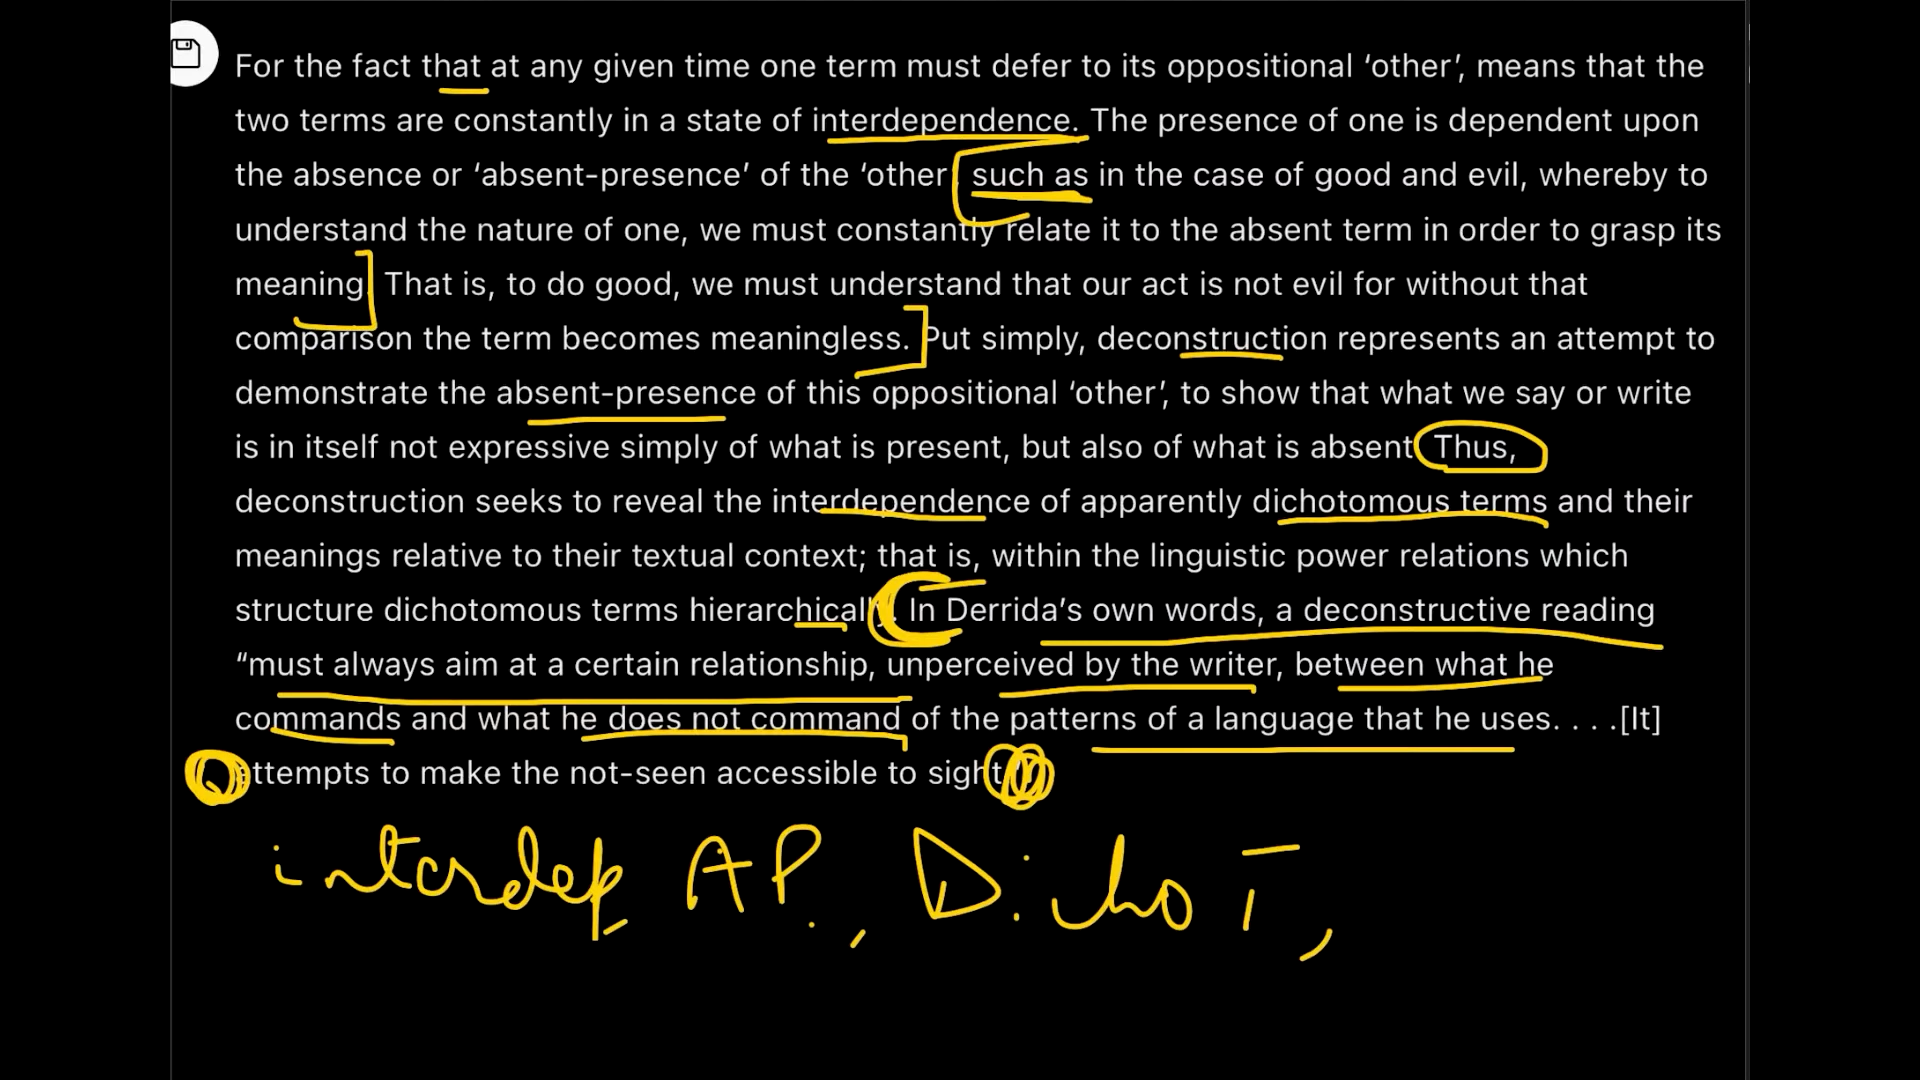 For the fact that at any given time one term must defer to its oppositional ‘other’, means that the
two terms are constantly in a state of interdependence. The presence of one is dependent upon
the absence or ‘absent-presence’ of the ‘other such as in the case of good and evil, whereby to
understand the nature of one, we must constantly relate it to the absent term in order to grasp its
meaning. That is, to do good, we must understand that our act is not evil for without that
comparison the term becomes meaningless. Put simply, deconstruction represents an attempt to
demonstrate the absent-presence of this oppositional ‘other’, to show that what we say or write
is in itself not expressive simply of what is present, but also of what is absent Thus,
deconstruction seeks to reveal the interdependence of apparently dichotomous terms and their
meanings relative to their textual context; that is, within the linguistic power relations which
structure dichotomous terms hierarchically. In Derrida’s own words, a deconstructive reading
“must always aim at a certain relationship, unperceived by the writer, between what he
commands and what he does not command of the patterns of a language that he uses. . . .[It]
attempts to make the not-seen accessible to sight
interdep AP., Dicho T,